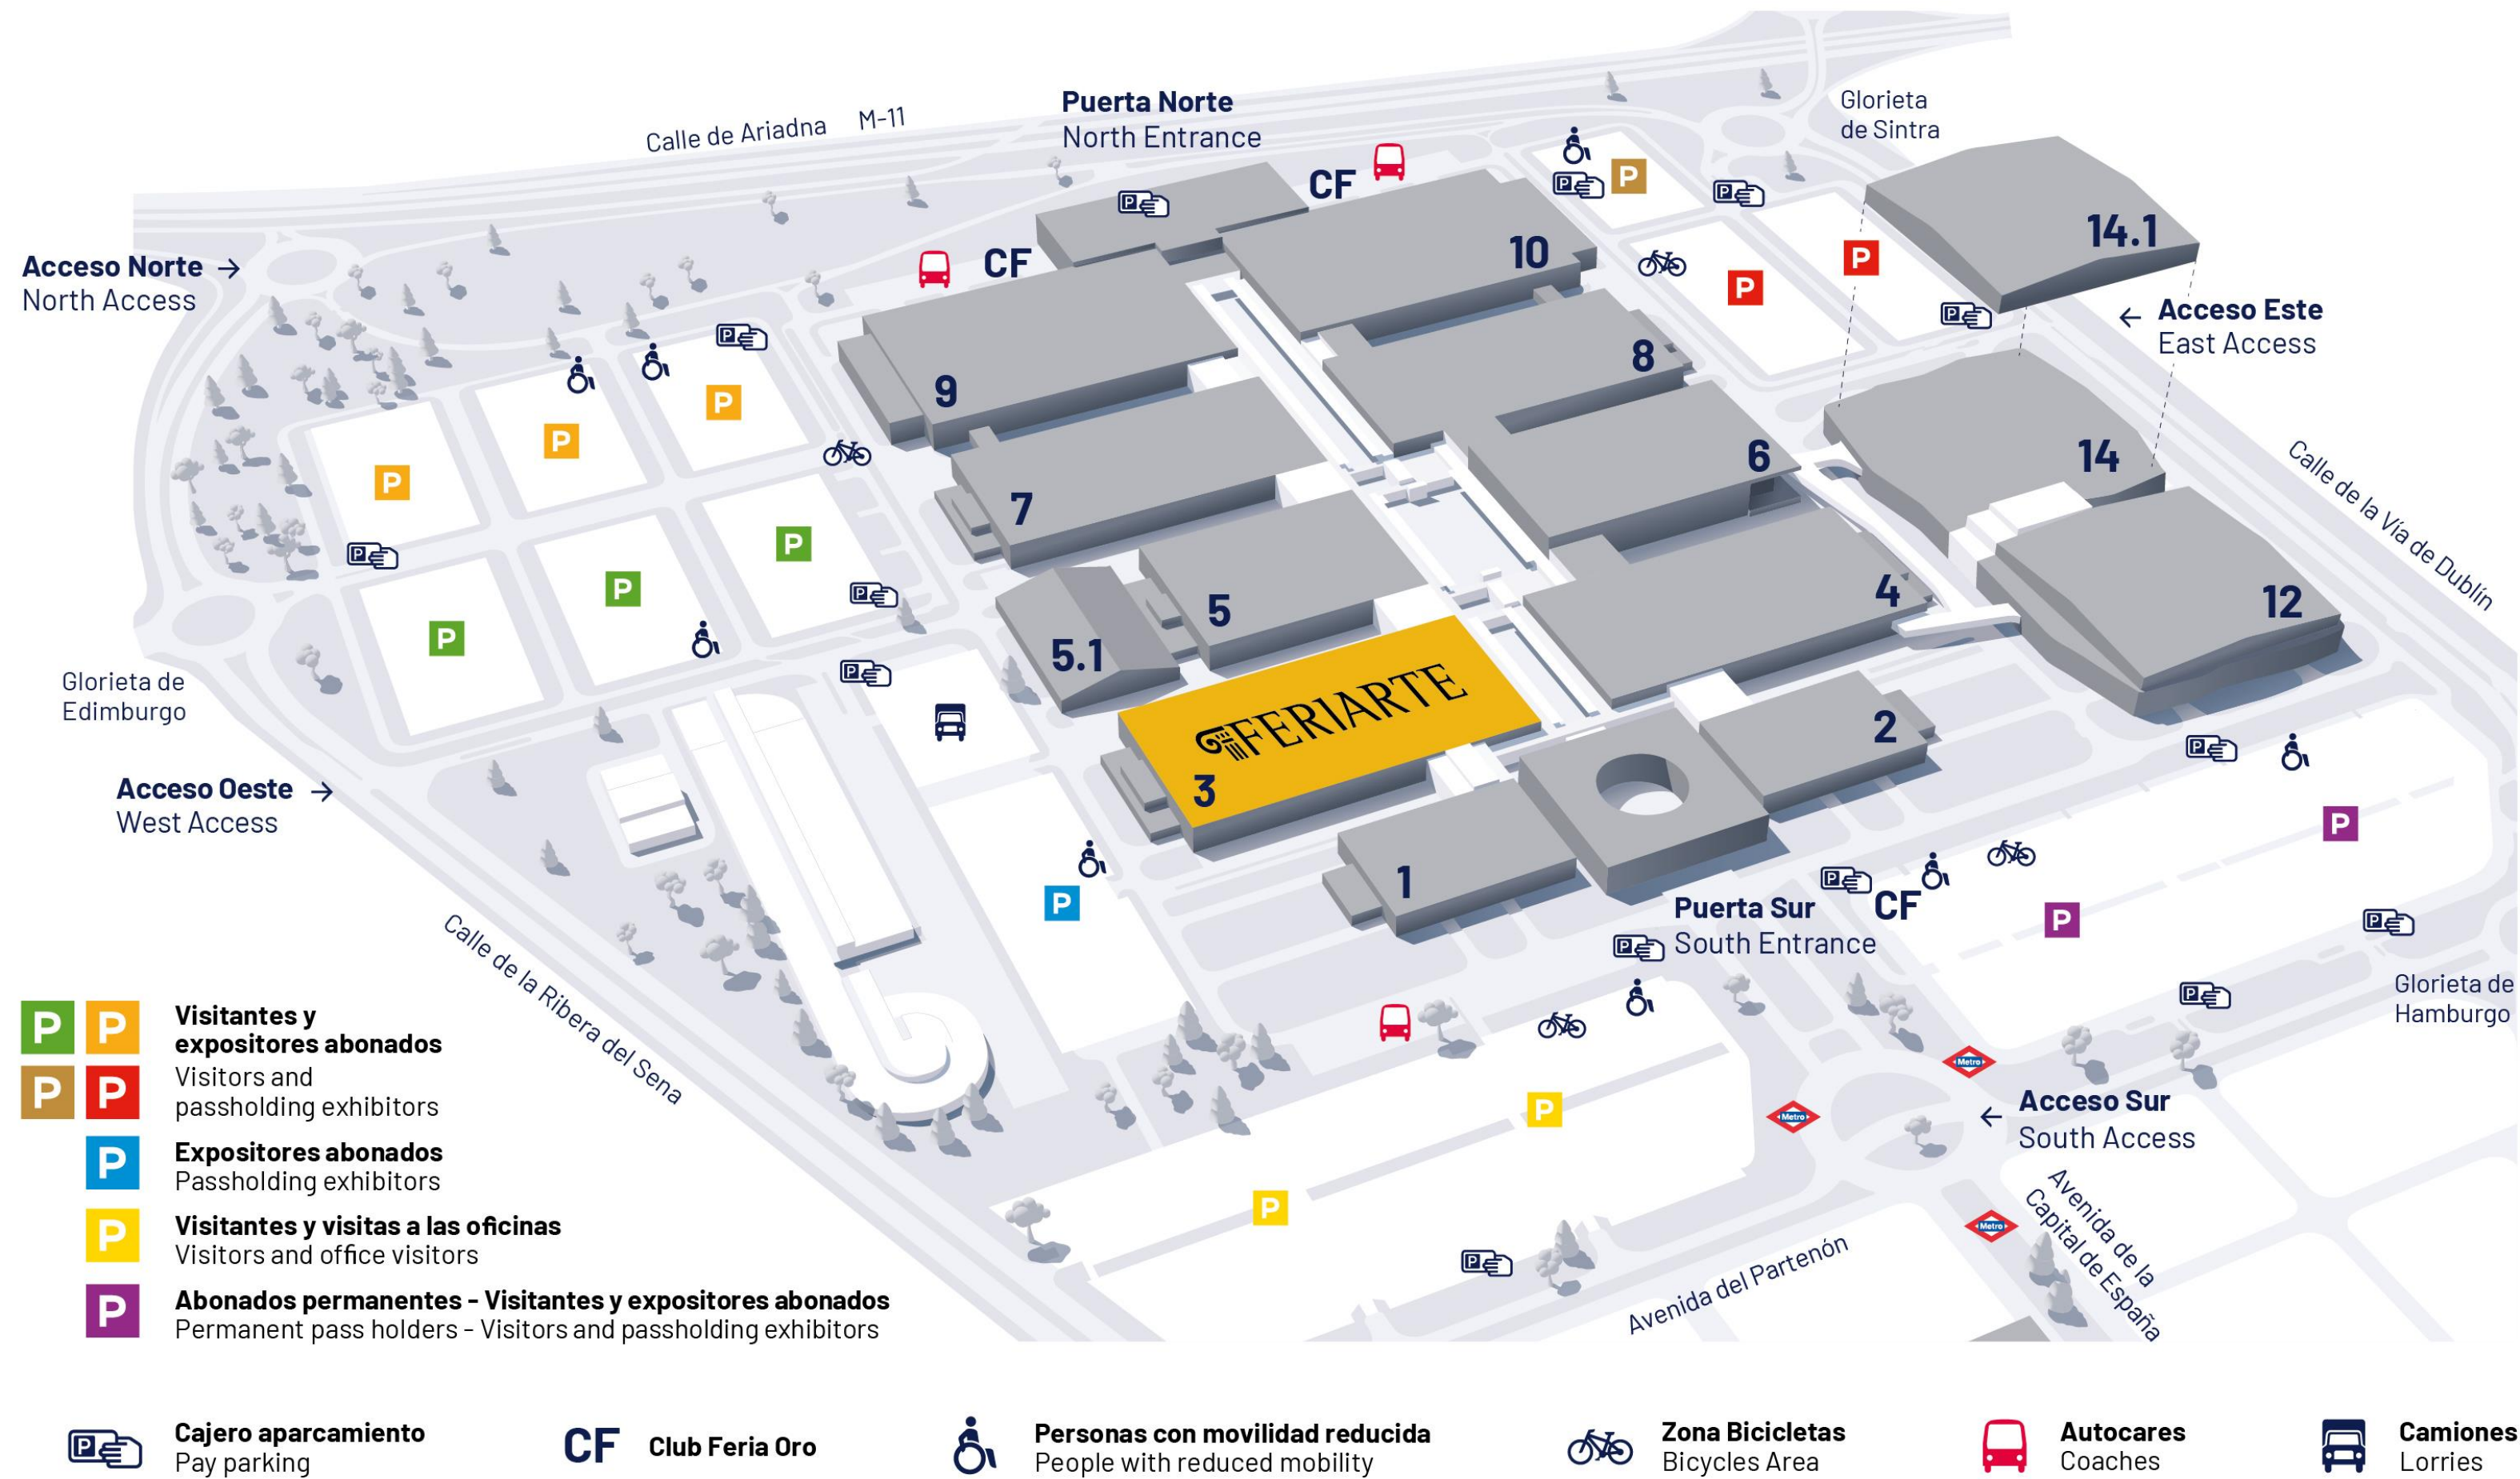 Puerta Norte
North Entrance
Calle de Ariadna M-11
Glorieta
de Sintra
CF
P
P
14.1
Acceso Norte →
North Access
CF
10
P
P
P
← Acceso Este
East Access
P
P
8
9
P
P
6
14
Calle de la Vía de Dublín
P
7
P
P
P
P
4
12
5
5.1
P
P
Glorieta de
Edimburgo
P
FERIARTE
2
P
Acceso Oeste →
West Access
3
P
1
P
CF
P
Puerta Sur
South Entrance
P
P
P
Calle de la Ribera del Sena
Glorieta de
Hamburgo
P
Metro
P
Metro
← Acceso Sur
South Access
P
Metro
Avenida de la
Capital de España
P
Avenida del Partenón
P P
Visitantes y
expositores abonados
P P
Visitors and
passholding exhibitors
P
Expositores abonados
Passholding exhibitors
P
Visitantes y visitas a las oficinas
Visitors and office visitors
P
Abonados permanentes - Visitantes y expositores abonados
Permanent pass holders - Visitors and passholding exhibitors
P
Cajero aparcamiento
Pay parking
CF Club Feria Oro
Personas con movilidad reducida
People with reduced mobility
Zona Bicicletas
Bicycles Area
Autocares
Coaches
Camiones
Lorries